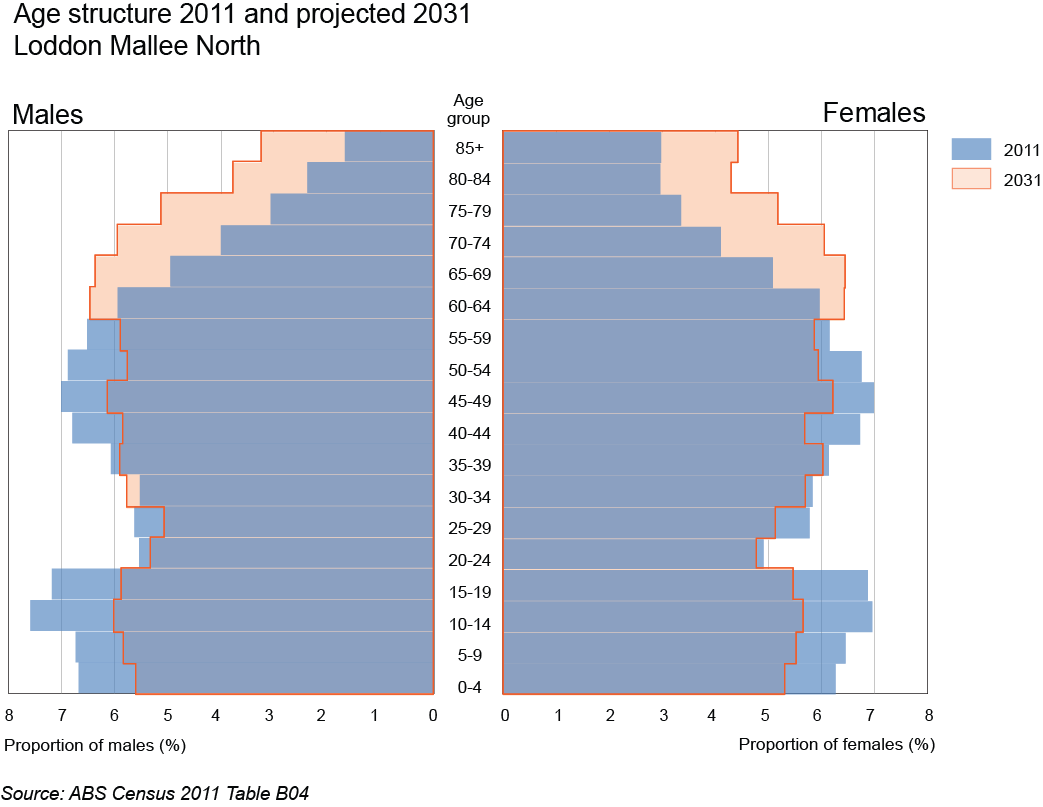 Age structure 2011 and projected 2031
Loddon Mallee North
Males
Age
group
Females
85+
80-84
75-79
70-74
65-69
60-64
55-59
50-54
45-49
40-44
35-39
30-34
25-29
20-24
15-19
10-14
5-9
0-4
2011
2031
8 7 6 5 4 3 2 1 0
0 1 2 3 4 5 6 7 8
Proportion of males (%)
Proportion of females (%)
Source: ABS Census 2011 Table B04